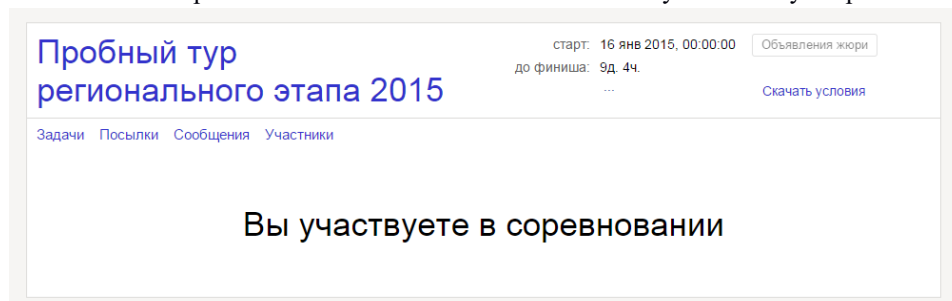 Пробный тур
регионального этапа 2015
старт: 16 янв 2015, 00:00:00
до финиша: 9д. 4ч.
...
Объявления жюри
Скачать условия
Задачи Посылки Сообщения Участники
Вы участвуете в соревновании